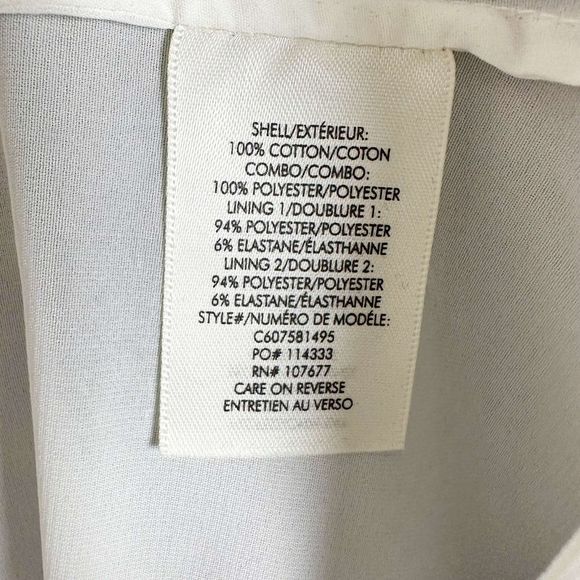 SHELL/EXTÉRIEUR:
100% COTTON/COTON
COMBO/COMBO:
100% POLYESTER/POLYESTER
LINING 1/DOUBLURE 1:
94% POLYESTER/POLYESTER
6% ELASTANE/ÉLASTHANNE
LINING 2/DOUBLURE 2:
94% POLYESTER/POLYESTER
6% ELASTANE/ÉLASTHANNE
STYLE#/NUMÉRO DE MODÉLE:
C607581495
PO# 114333
RN# 107677
CARE ON REVERSE
ENTRETIEN AU VERSO